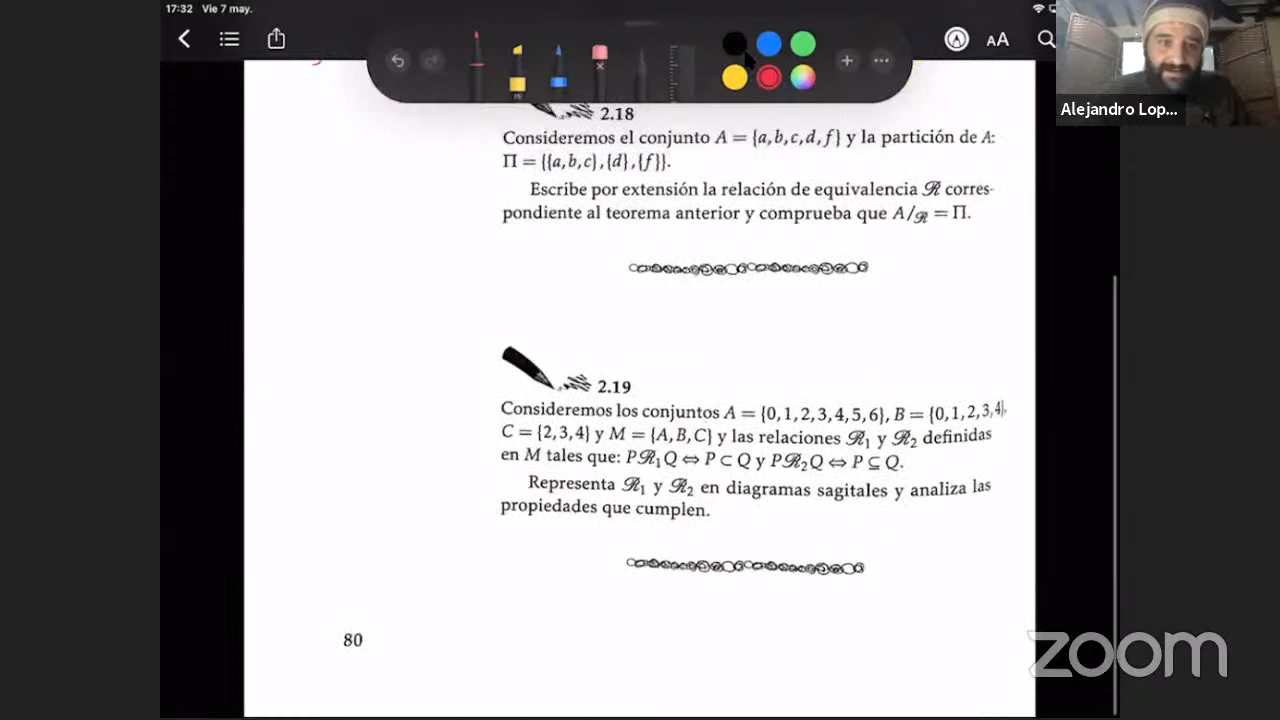 17:32 Vie 7 may.
AA
Alejandro Lop...
2.18
Consideremos el conjunto A = {a,b,c,d,f} y la partición de A:
Π = {{a,b,c},{d},{f}}.
Escribe por extensión la relación de equivalencia ℛ corres-
pondiente al teorema anterior y comprueba que A/ℛ = Π.
2.19
Consideremos los conjuntos A = {0,1,2,3,4,5,6}, B = {0,1,2,3,4},
C = {2,3,4} y M = {A,B,C} y las relaciones ℛ₁ y ℛ₂ definidas
en M tales que: Pℛ₁Q ⇔ P ⊂ Q y Pℛ₂Q ⇔ P ⊆ Q.
Representa ℛ₁ y ℛ₂ en diagramas sagitales y analiza las
propiedades que cumplen.
80
zoom